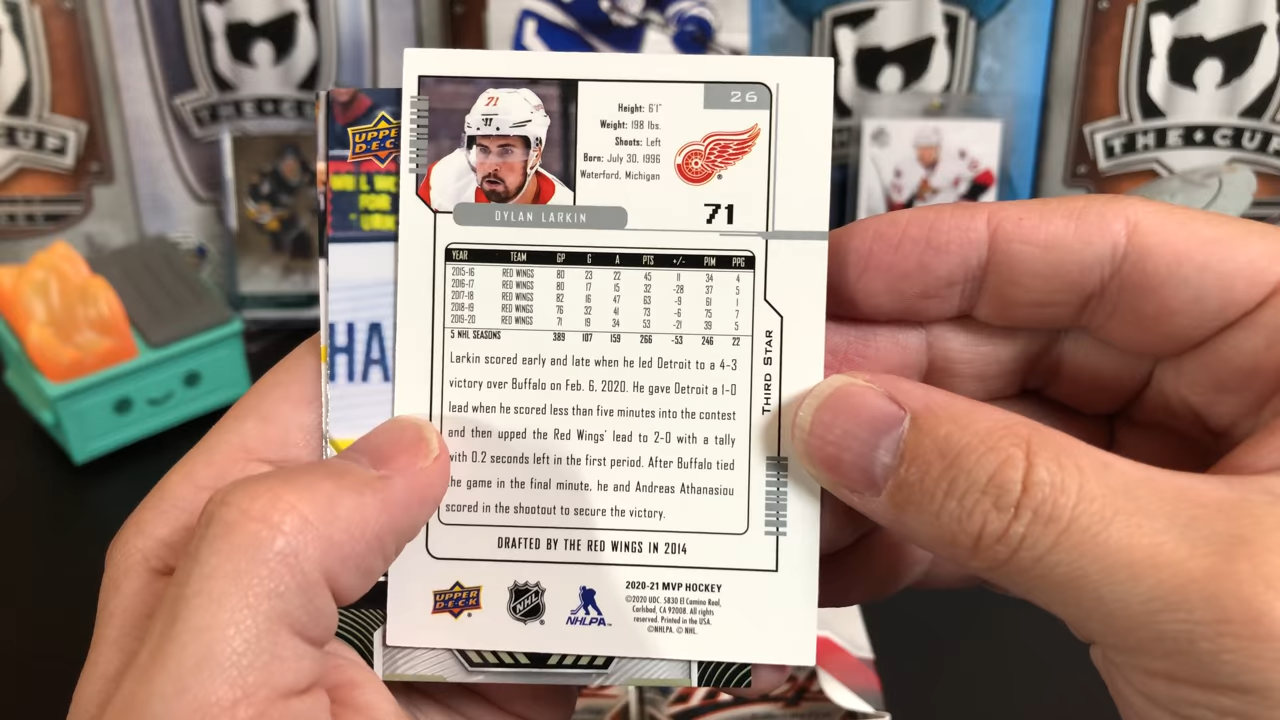 26
Height: 6'1"
Weight: 198 lbs.
Shoots: Left
Born: July 30, 1996
Waterford, Michigan
71
DYLAN LARKIN
71
YEAR TEAM GP G A PTS +/- PIM PPG
2015-16 RED WINGS 80 23 22 45 11 34 4
2016-17 RED WINGS 80 17 15 32 -28 37 5
2017-18 RED WINGS 82 16 47 63 -9 61 1
2018-19 RED WINGS 76 32 41 73 -6 75 7
2019-20 RED WINGS 71 19 34 53 -21 39 5
5 NHL SEASONS 389 107 159 266 -53 246 22
Larkin scored early and late when he led Detroit to a 4-3
victory over Buffalo on Feb. 6, 2020. He gave Detroit a 1-0
lead when he scored less than five minutes into the contest
and then upped the Red Wings' lead to 2-0 with a tally
with 0.2 seconds left in the first period. After Buffalo tied
the game in the final minute, he and Andreas Athanasiou
scored in the shootout to secure the victory.
THIRD STAR
DRAFTED BY THE RED WINGS IN 2014
UPPER
DECK
NHL
NHLPA
2020-21 MVP HOCKEY
©2020 UDC. 5830 El Camino Real,
Carlsbad, CA 92008. All rights
reserved. Printed in the USA.
©NHLPA. © NHL.
UPPE
DEC
FOR
HA
THE CUP
THE CUP